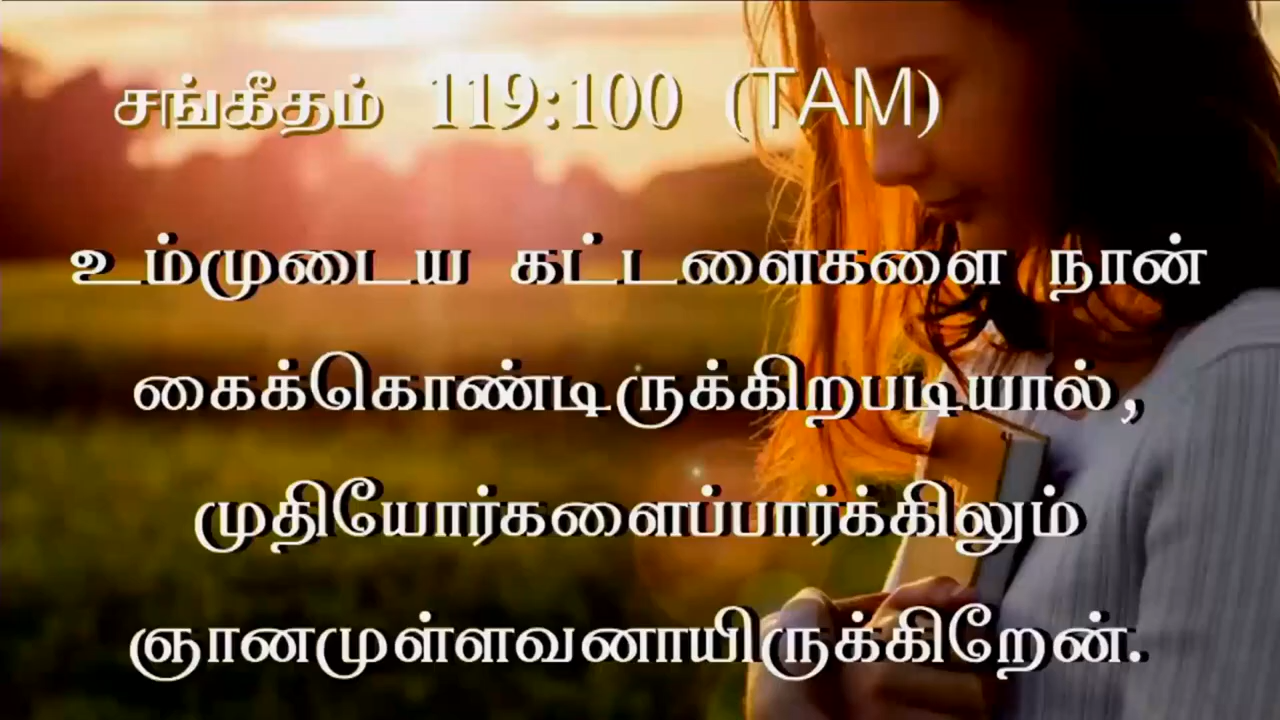 சங்கீதம் 119:100 (TAM)
உம்முடைய கட்டளைகளை நான்
கைக்கொண்டிருக்கிறபடியால்,
முதியோர்களைப்பார்க்கிலும்
ஞானமுள்ளவனாயிருக்கிறேன்.